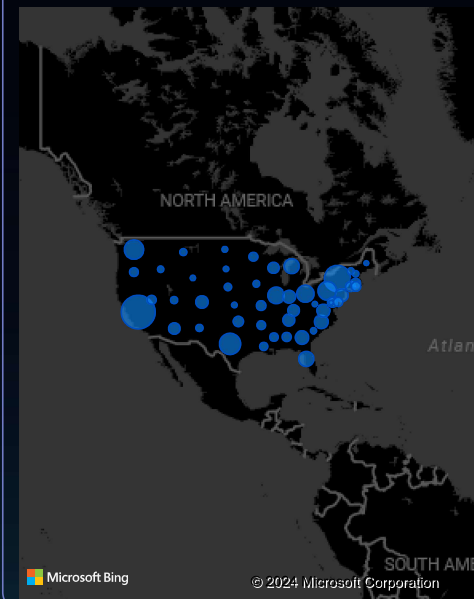 NORTH AMERICA
Atlan
SOUTH AME
Microsoft Bing
© 2024 Microsoft Corporation